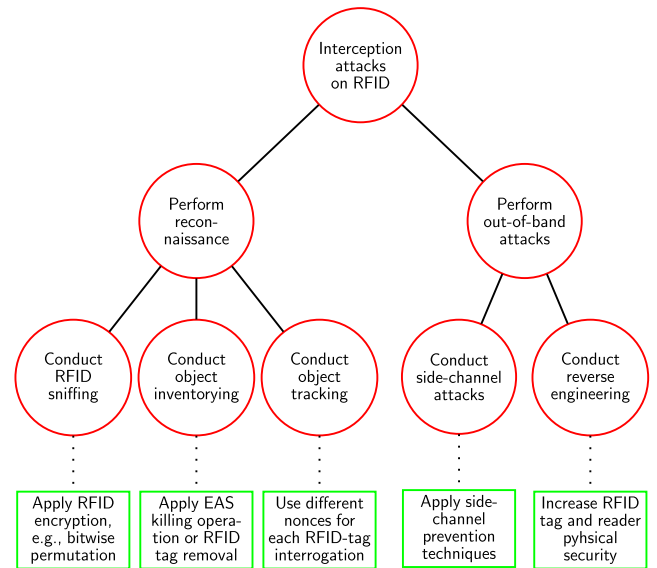 Interception
attacks
on RFID
Perform
recon-
naissance
Perform
out-of-band
attacks
Conduct
RFID
sniffing
Conduct
object
inventorying
Conduct
object
tracking
Conduct
side-channel
attacks
Conduct
reverse
engineering
Apply RFID
encryption,
e.g., bitwise
permutation
Apply EAS
killing opera-
tion or RFID
tag removal
Use different
nonces for
each RFID-tag
interrogation
Apply side-
channel
prevention
techniques
Increase RFID
tag and reader
pyhsical
security